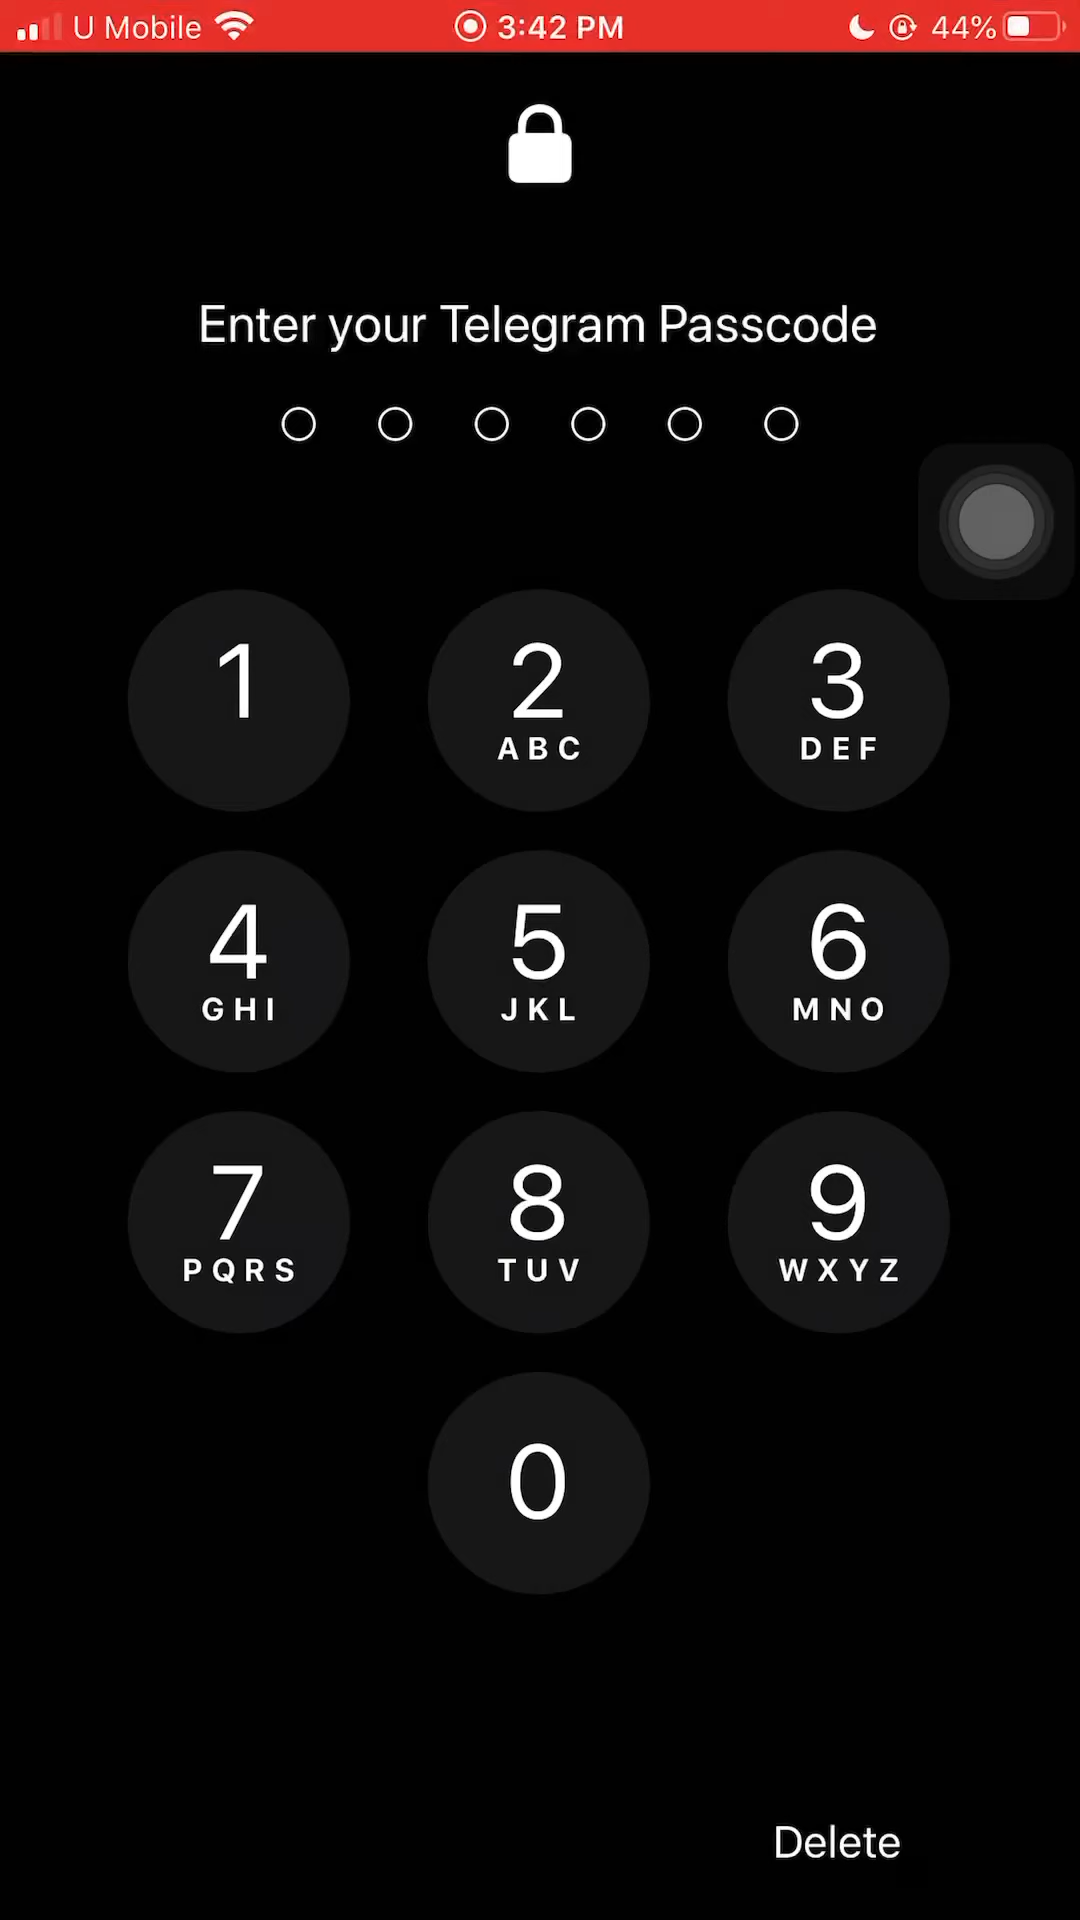 U Mobile 3:42 PM 44%
Enter your Telegram Passcode
1 2 3
ABC DEF
4 5 6
GHI JKL MNO
7 8 9
PQRS TUV WXYZ
0
Delete